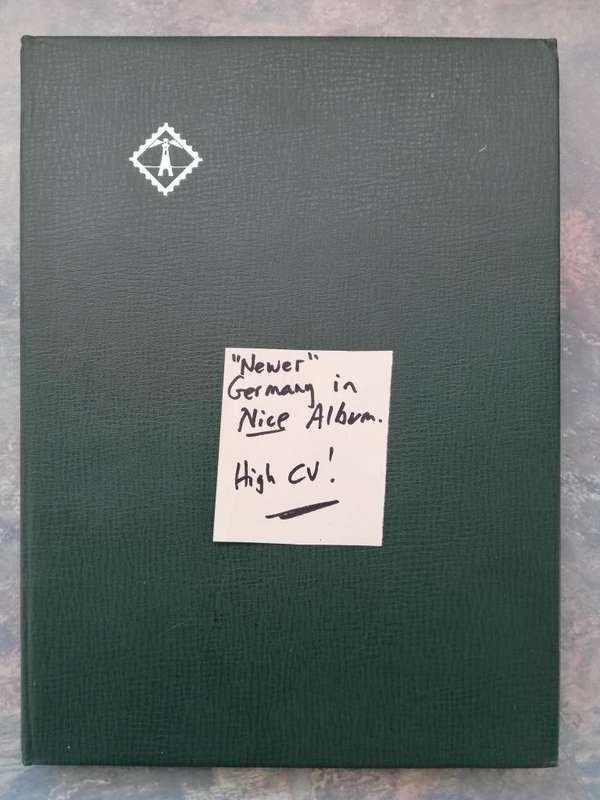 "Newer"
Germany in
Nice Album.
High CV!